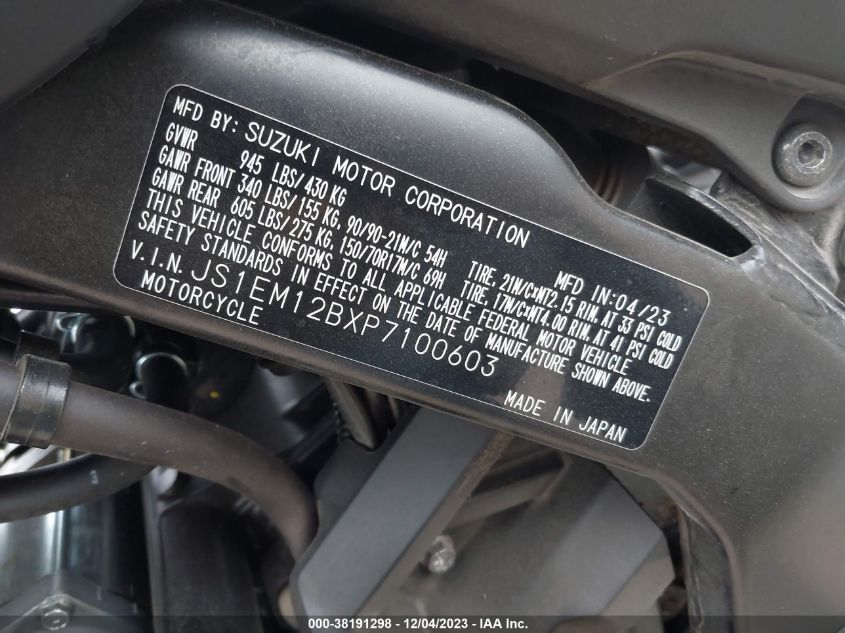 MFD BY: SUZUKI MOTOR CORPORATION
GVWR 945 LBS/430 KG MFD IN:04/23
GAWR FRONT 340 LBS/155 KG, 90/90-21M/C 54H TIRE, 21M/C×MT2.15 RIM, AT 33 PSI COLD
GAWR REAR 605 LBS/275 KG, 150/70R17M/C 69H TIRE, 17M/C×MT4.00 RIM, AT 41 PSI COLD
THIS VEHICLE CONFORMS TO ALL APPLICABLE FEDERAL MOTOR VEHICLE
SAFETY STANDARDS IN EFFECT ON THE DATE OF MANUFACTURE SHOWN ABOVE.
V.I.N. JS1EM12BXP7100603
MOTORCYCLE MADE IN JAPAN
000-38191298 - 12/04/2023 - IAA Inc.